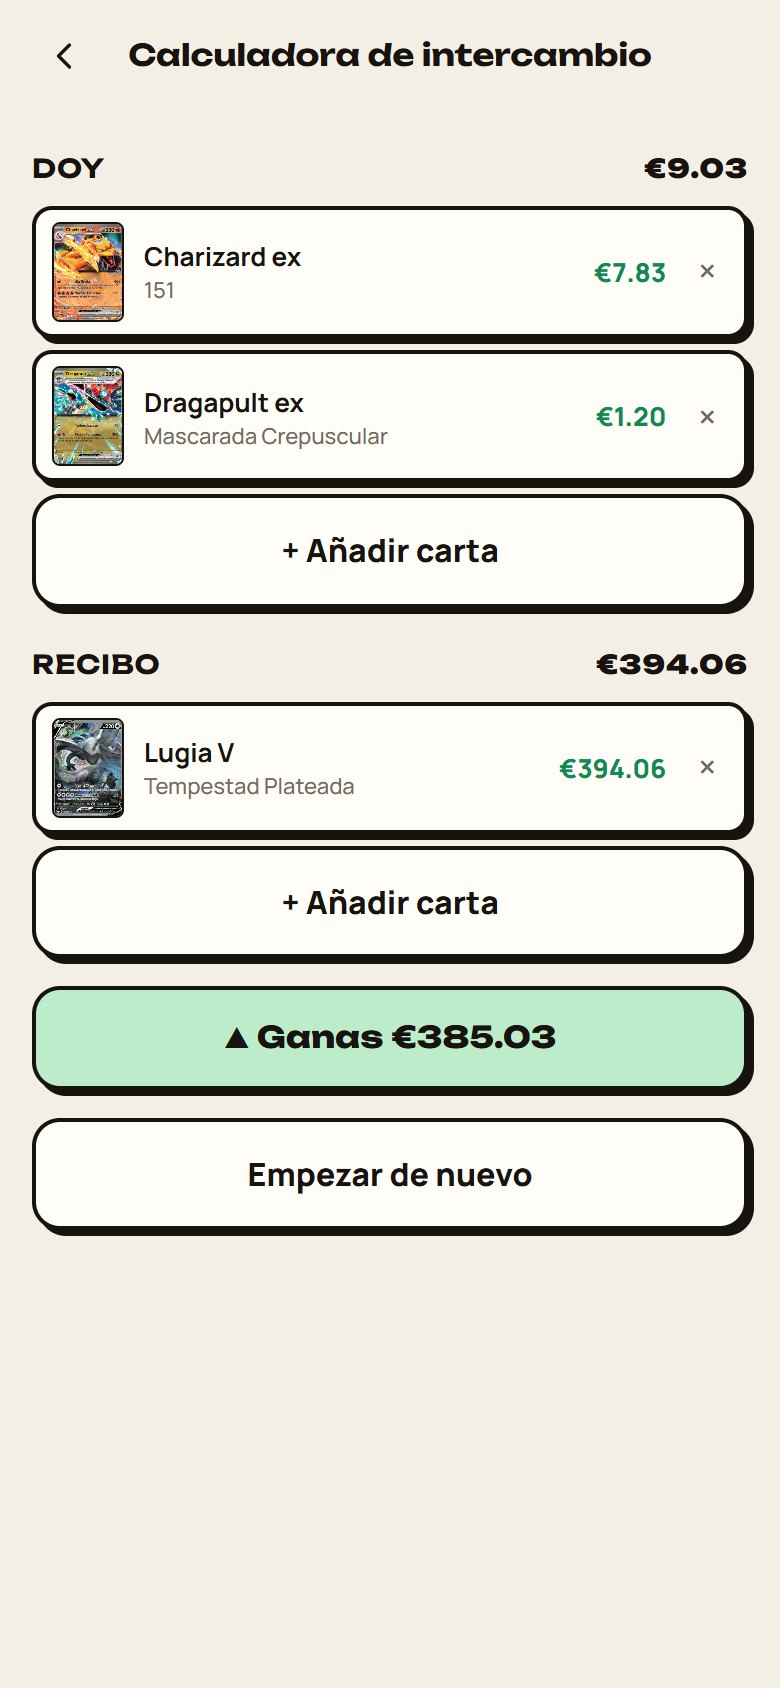 Calculadora de intercambio
DOY €9.03
Charizard ex
151
€7.83 ×
Dragapult ex
Mascarada Crepuscular
€1.20 ×
+ Añadir carta
RECIBO €394.06
Lugia V
Tempestad Plateada
€394.06 ×
+ Añadir carta
▲ Ganas €385.03
Empezar de nuevo